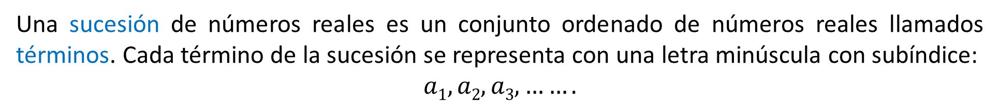 Una sucesión de números reales es un conjunto ordenado de números reales llamados
términos. Cada término de la sucesión se representa con una letra minúscula con subíndice:
a₁, a₂, a₃, … … .